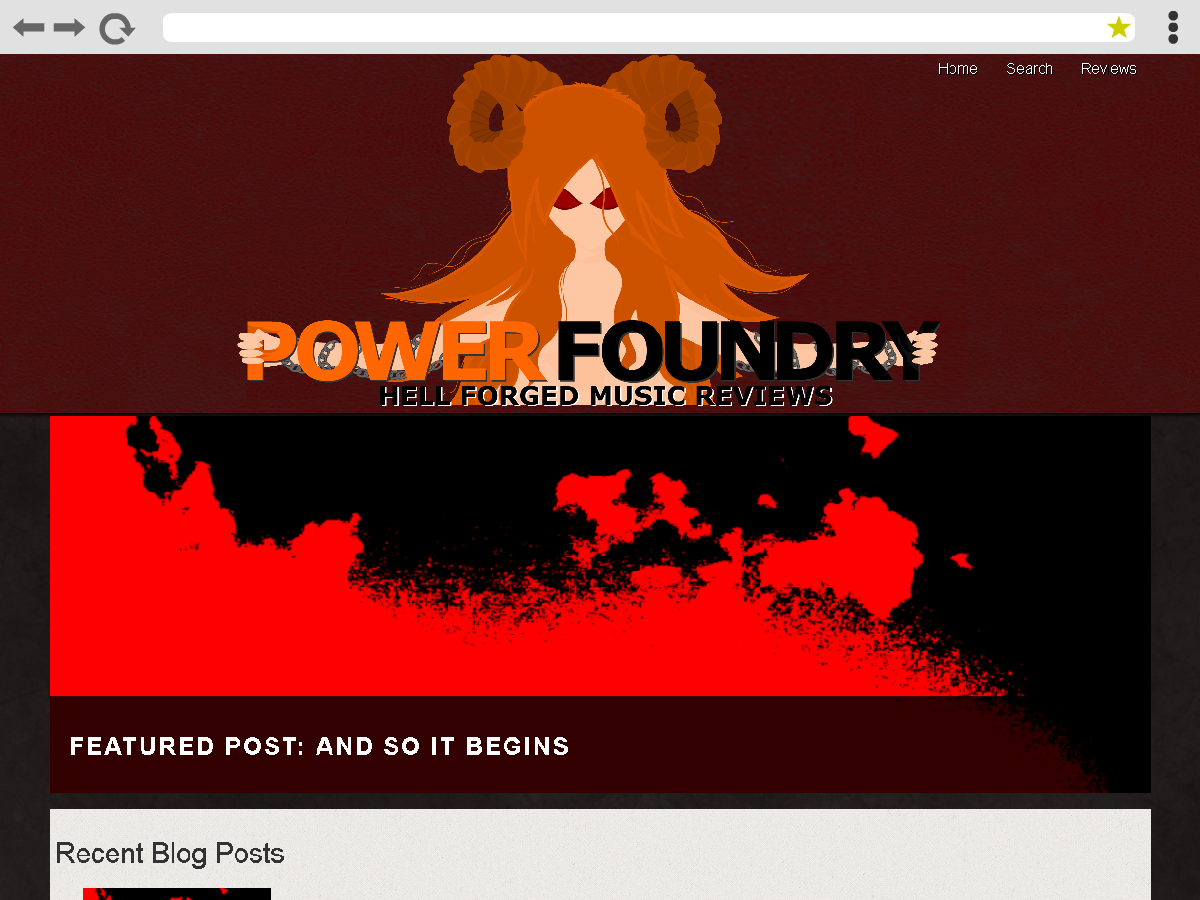 Home Search Reviews
POWER FOUNDRY
HELL FORGED MUSIC REVIEWS
FEATURED POST: AND SO IT BEGINS
Recent Blog Posts